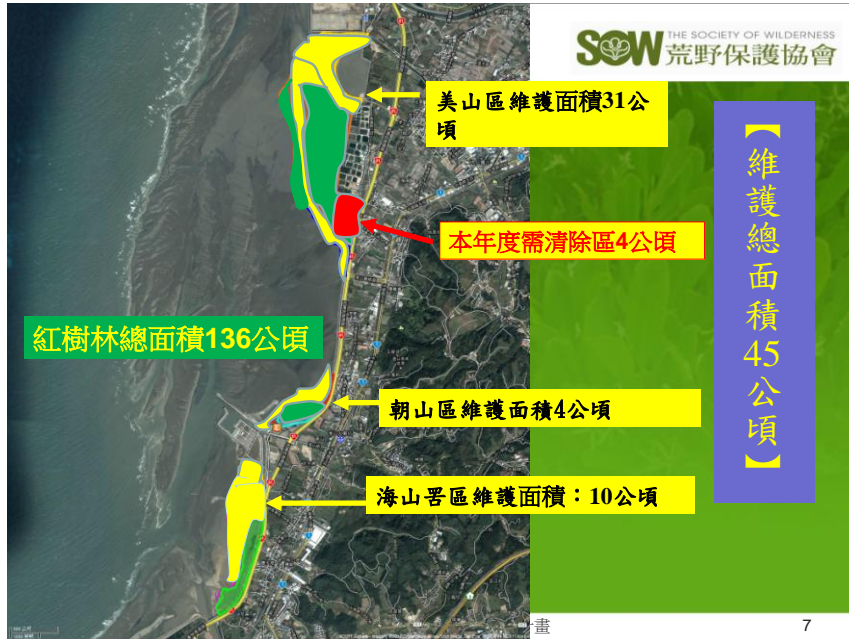 SOW THE SOCIETY OF WILDERNESS
荒野保護協會
美山區維護面積31公
頃
【維護總面積45公頃】
本年度需清除區4公頃
紅樹林總面積136公頃
朝山區維護面積4公頃
海山罟區維護面積：10公頃
畫
7